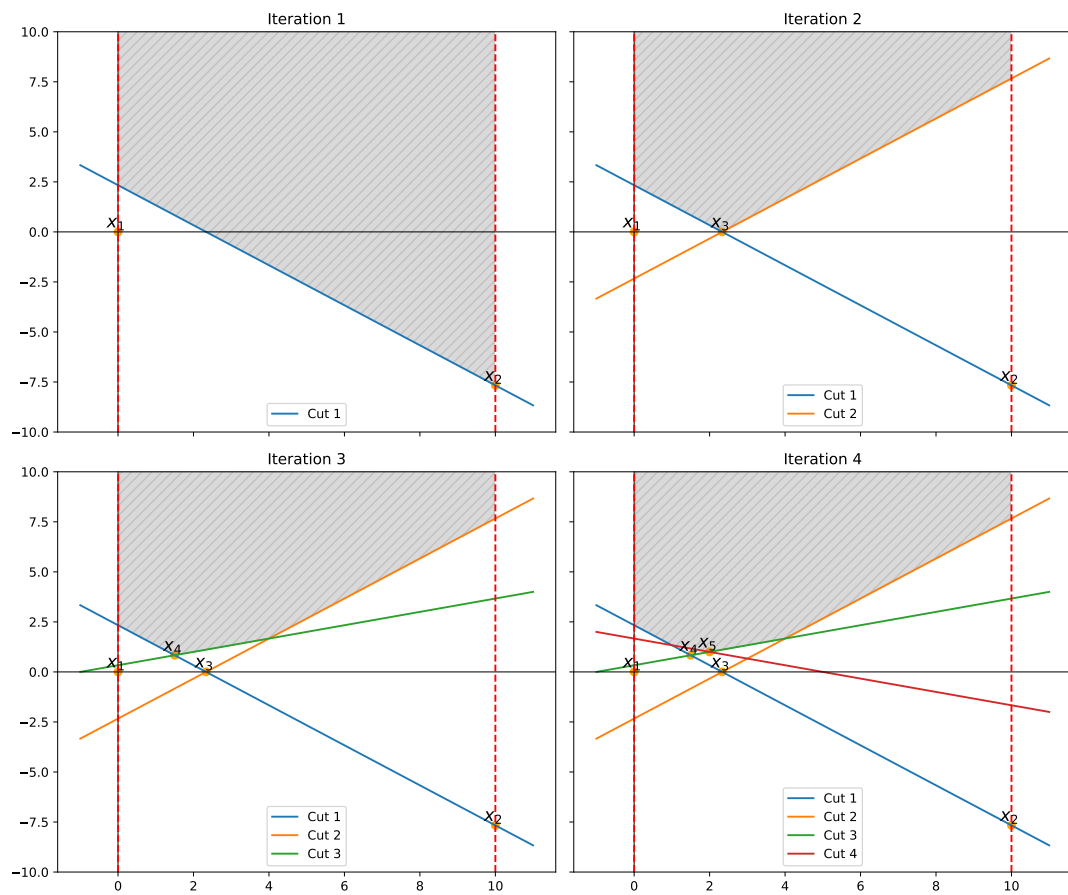 Iteration 1
10.0
7.5
5.0
2.5
0.0
−2.5
−5.0
−7.5
−10.0
x1
x2
Cut 1
Iteration 2
x1
x3
x2
Cut 1
Cut 2
Iteration 3
10.0
7.5
5.0
2.5
0.0
−2.5
−5.0
−7.5
−10.0
x1
x4
x3
x2
Cut 1
Cut 2
Cut 3
0 2 4 6 8 10
Iteration 4
x1
x4
x5
x3
x2
Cut 1
Cut 2
Cut 3
Cut 4
0 2 4 6 8 10